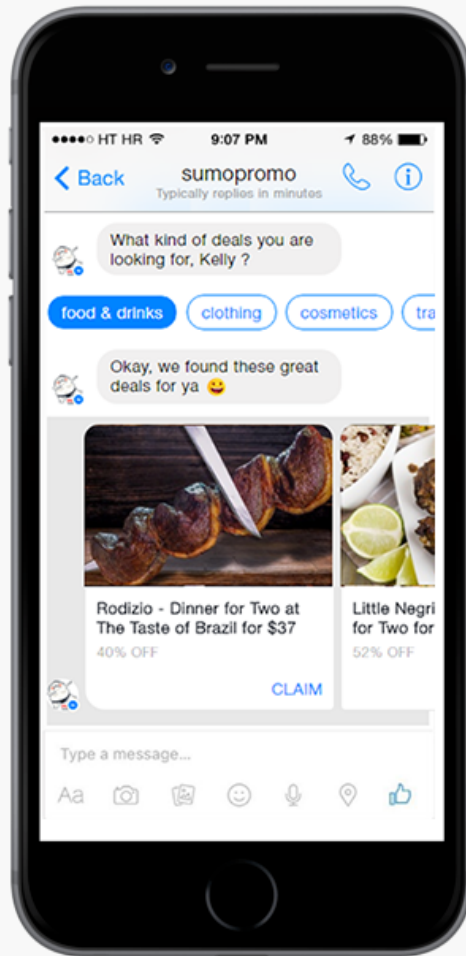 HT HR 9:07 PM 88%
Back sumopromo
Typically replies in minutes
What kind of deals you are
looking for, Kelly ?
food & drinks clothing cosmetics tra
Okay, we found these great
deals for ya 😀
Rodizio - Dinner for Two at
The Taste of Brazil for $37
40% OFF
CLAIM
Little Negri
for Two for
52% OFF
Type a message...
Aa